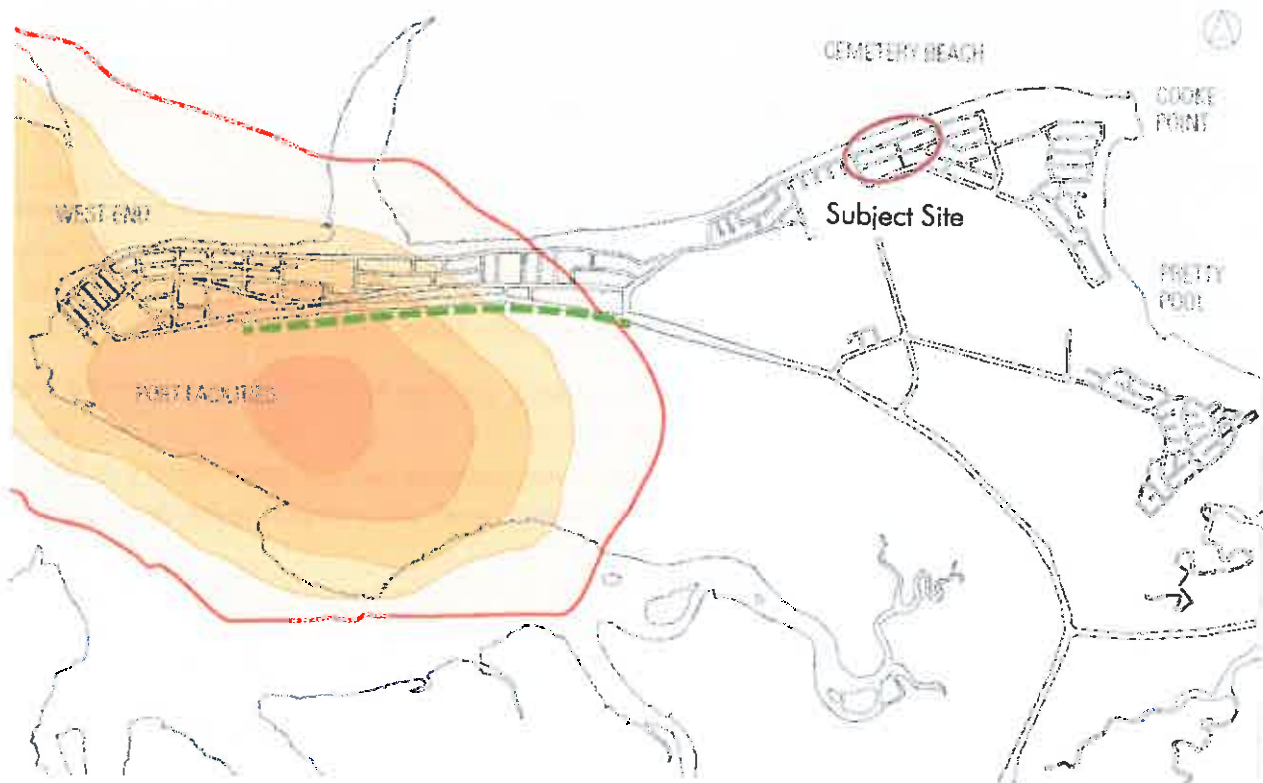 CEMETERY BEACH
COOKE
POINT
WEST END
Subject Site
PRETTY
POOL
PORT FACILITIES